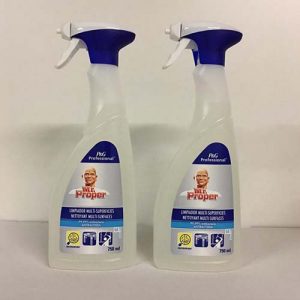 P&G
Professional
Mr.
Proper
LIMPIADOR MULTI-SUPERFICIES
NETTOYANT MULTI-SURFACES
750 ml
P&G
Professional
Mr.
Proper
LIMPIADOR MULTI-SUPERFICIES
NETTOYANT MULTI-SURFACES
750 ml